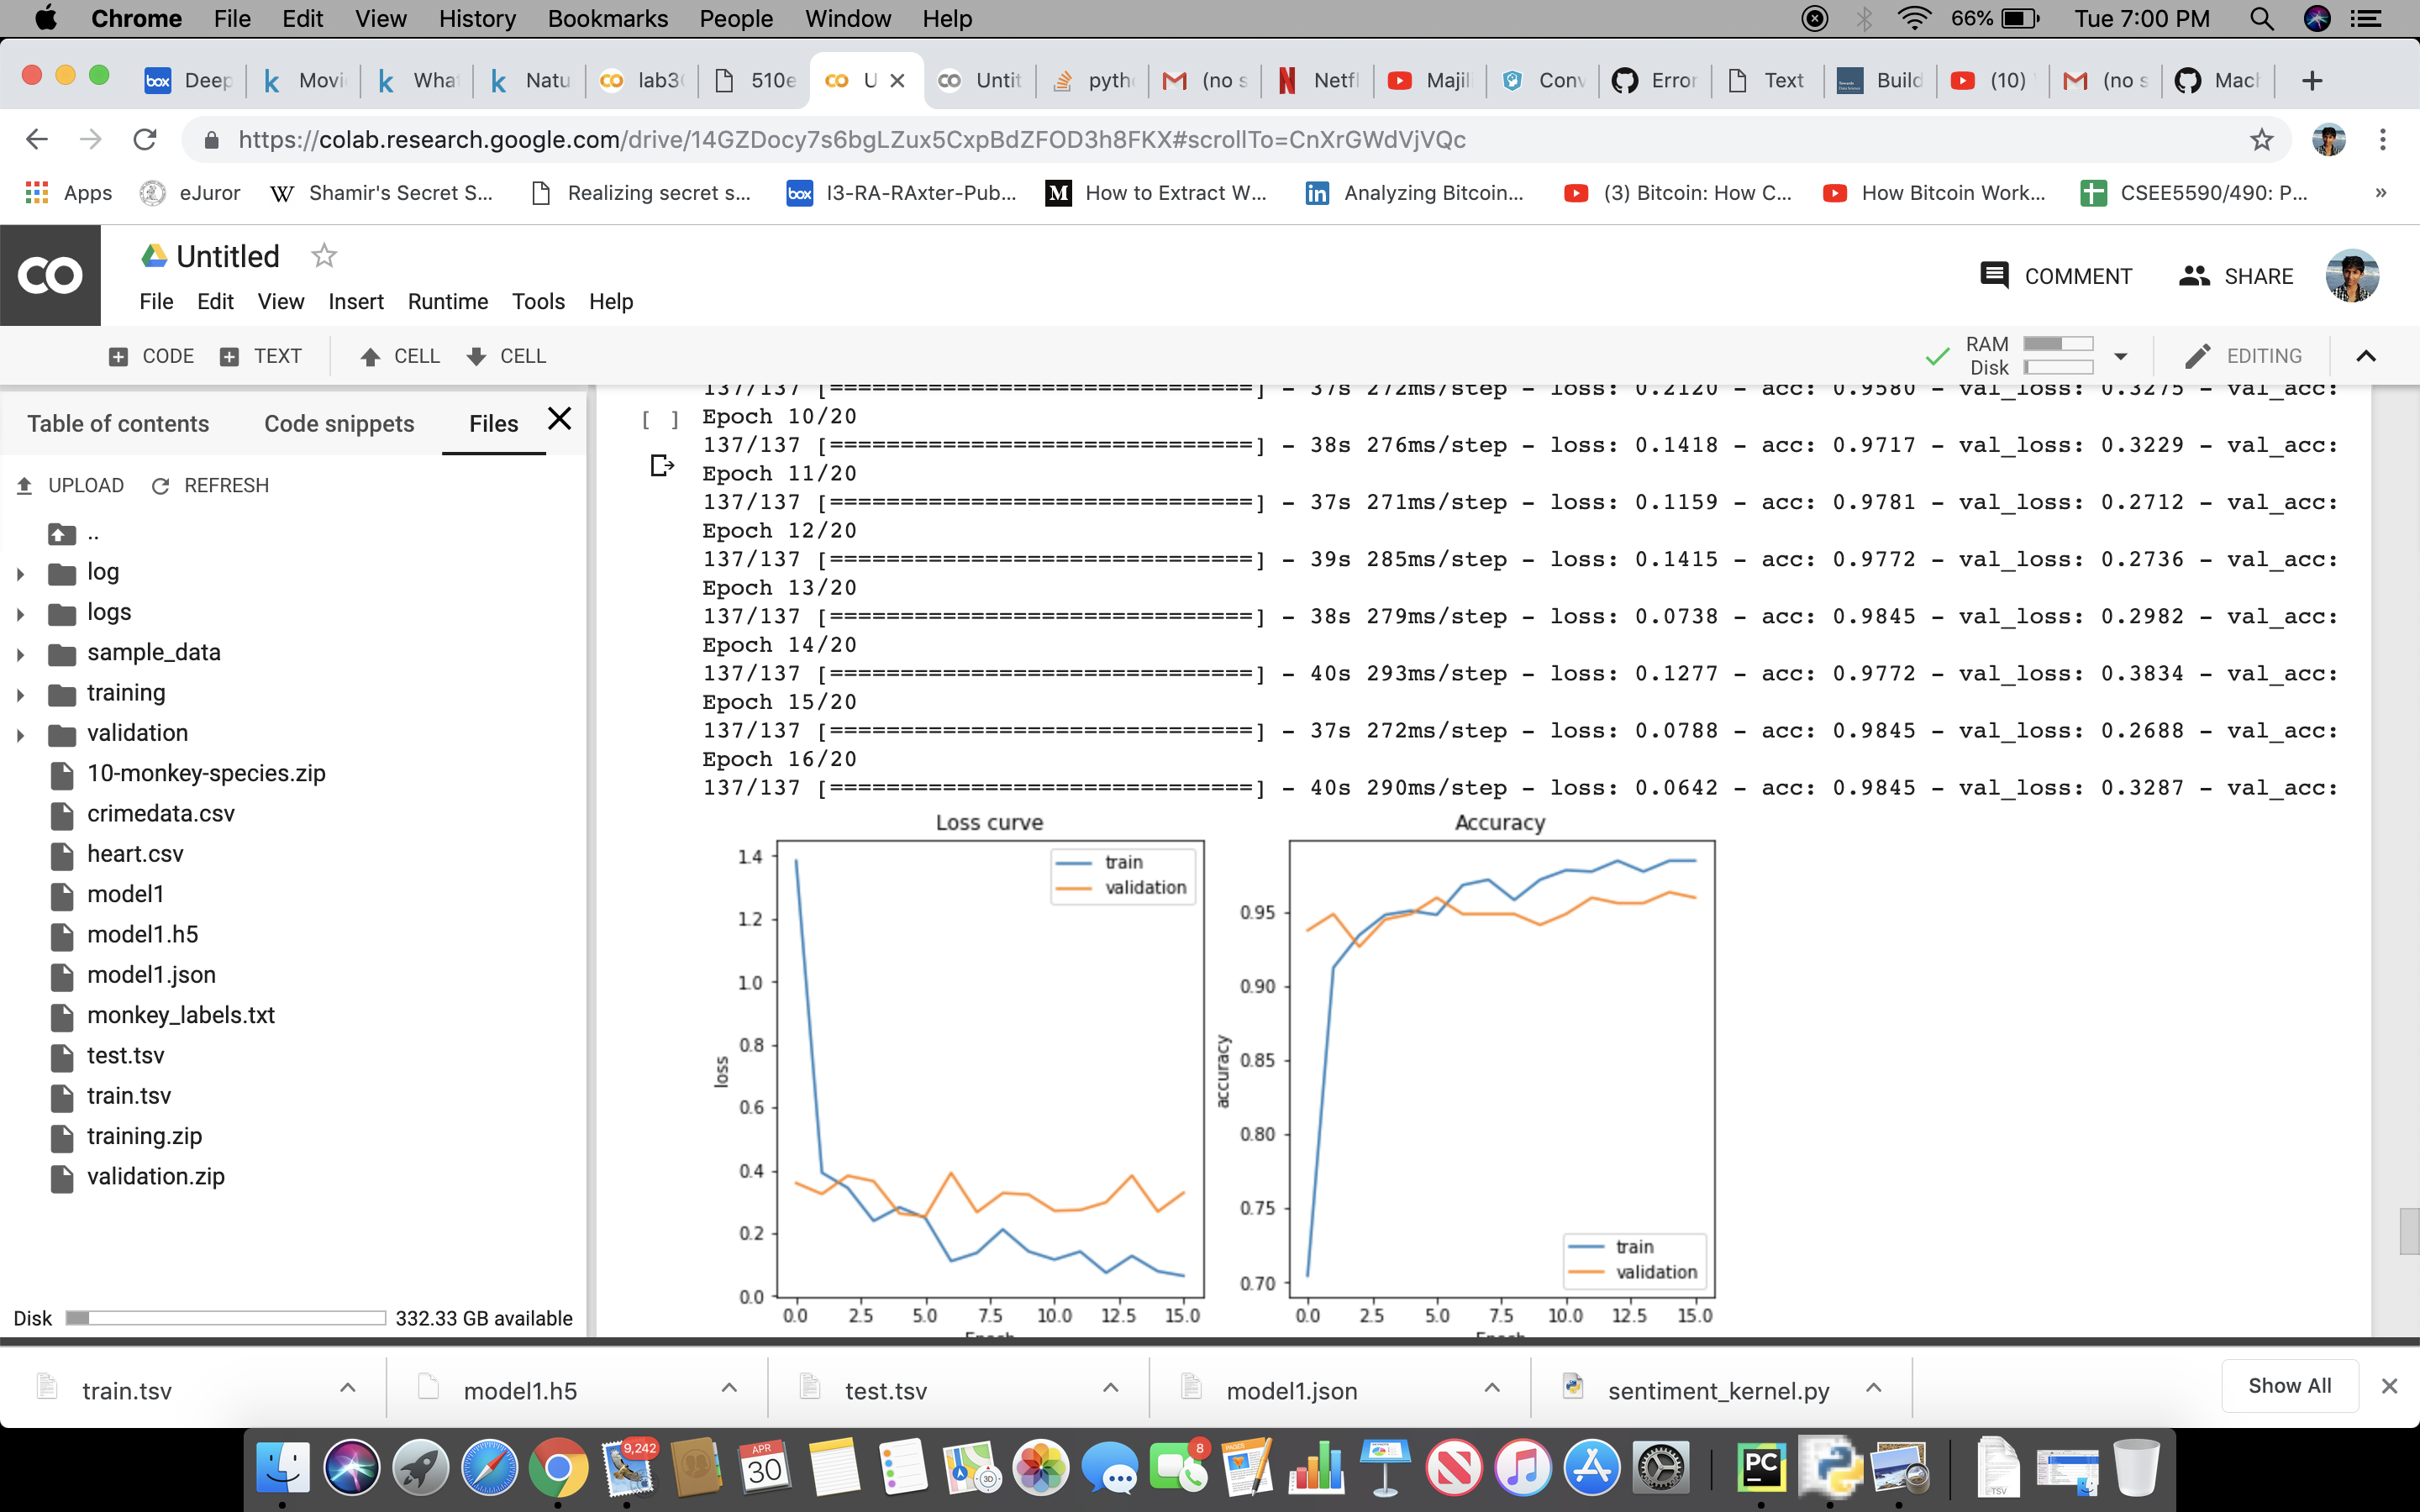 Chrome File Edit View History Bookmarks People Window Help 66% Tue 7:00 PM
box Deep k Movi k Wha k Natu lab3 510e U Untit pyth (no s Netf Majil Conv Error Text Build (10) (no s Mach
https://colab.research.google.com/drive/14GZDocy7s6bgLZux5CxpBdZFOD3h8FKX#scrollTo=CnXrGWdVjVQc
Apps eJuror W Shamir's Secret S... Realizing secret s... box I3-RA-RAxter-Pub... M How to Extract W... in Analyzing Bitcoin... (3) Bitcoin: How C... How Bitcoin Work... CSEE5590/490: P... »
CO Untitled
COMMENT SHARE
File Edit View Insert Runtime Tools Help
CODE TEXT CELL CELL RAM Disk EDITING
Table of contents Code snippets Files
UPLOAD REFRESH
..
log
logs
sample_data
training
validation
10-monkey-species.zip
crimedata.csv
heart.csv
model1
model1.h5
model1.json
monkey_labels.txt
test.tsv
train.tsv
training.zip
validation.zip
Disk 332.33 GB available
137/137 [==============================] - 37s 272ms/step - loss: 0.2120 - acc: 0.9580 - val_loss: 0.3275 - val_acc:
[ ] Epoch 10/20
137/137 [==============================] - 38s 276ms/step - loss: 0.1418 - acc: 0.9717 - val_loss: 0.3229 - val_acc:
Epoch 11/20
137/137 [==============================] - 37s 271ms/step - loss: 0.1159 - acc: 0.9781 - val_loss: 0.2712 - val_acc:
Epoch 12/20
137/137 [==============================] - 39s 285ms/step - loss: 0.1415 - acc: 0.9772 - val_loss: 0.2736 - val_acc:
Epoch 13/20
137/137 [==============================] - 38s 279ms/step - loss: 0.0738 - acc: 0.9845 - val_loss: 0.2982 - val_acc:
Epoch 14/20
137/137 [==============================] - 40s 293ms/step - loss: 0.1277 - acc: 0.9772 - val_loss: 0.3834 - val_acc:
Epoch 15/20
137/137 [==============================] - 37s 272ms/step - loss: 0.0788 - acc: 0.9845 - val_loss: 0.2688 - val_acc:
Epoch 16/20
137/137 [==============================] - 40s 290ms/step - loss: 0.0642 - acc: 0.9845 - val_loss: 0.3287 - val_acc:
Loss curve
train
validation
1.4
1.2
1.0
0.8
0.6
0.4
0.2
0.0
loss
0.0 2.5 5.0 7.5 10.0 12.5 15.0
Epoch
Accuracy
0.95
0.90
0.85
0.80
0.75
0.70
accuracy
train
validation
0.0 2.5 5.0 7.5 10.0 12.5 15.0
Epoch
train.tsv model1.h5 test.tsv model1.json sentiment_kernel.py Show All
9,242 APR 30 3D 8 PAGES PC TSV